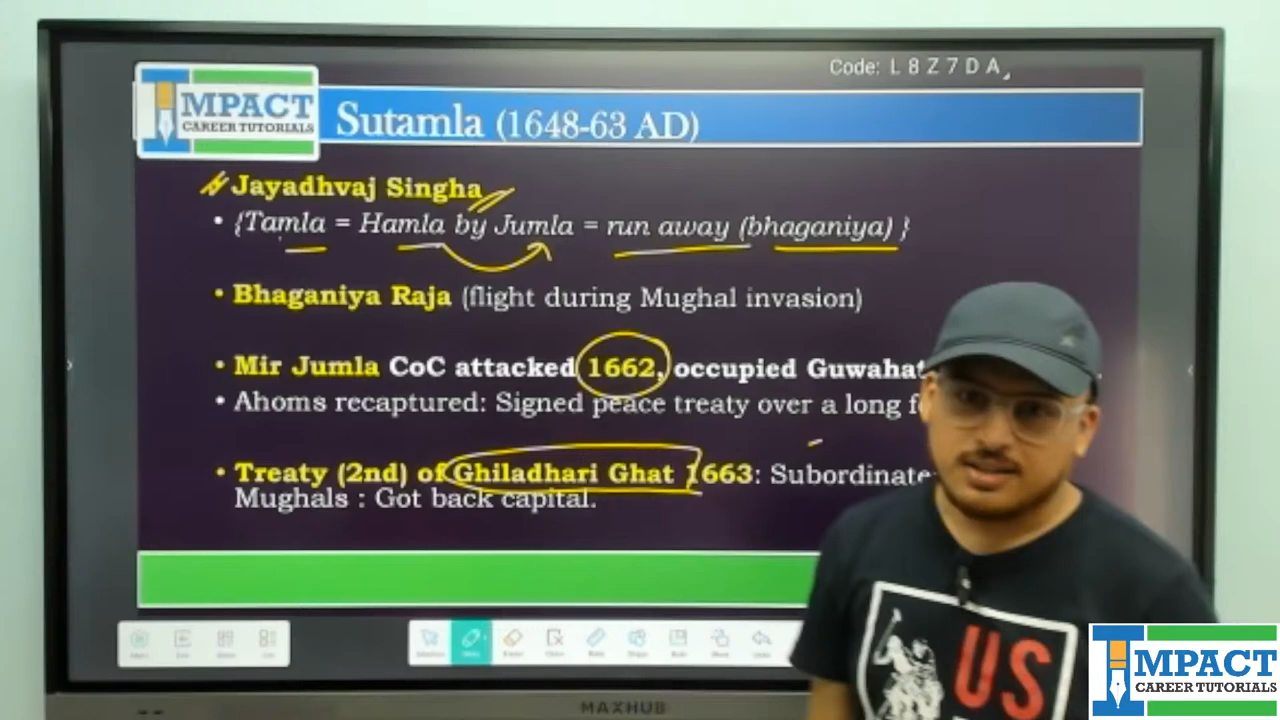 Code: L 8 Z 7 D A
IMPACT
CAREER TUTORIALS
Sutamla (1648-63 AD)
Jayadhvaj Singha
• {Tamla = Hamla by Jumla = run away (bhaganiya) }
• Bhaganiya Raja (flight during Mughal invasion)
• Mir Jumla CoC attacked 1662, occupied Guwahat
• Ahoms recaptured: Signed peace treaty over a long f
• Treaty (2nd) of Ghiladhari Ghat 1663: Subordinate
Mughals : Got back capital.
MAXHUB
US
IMPACT
CAREER TUTORIALS